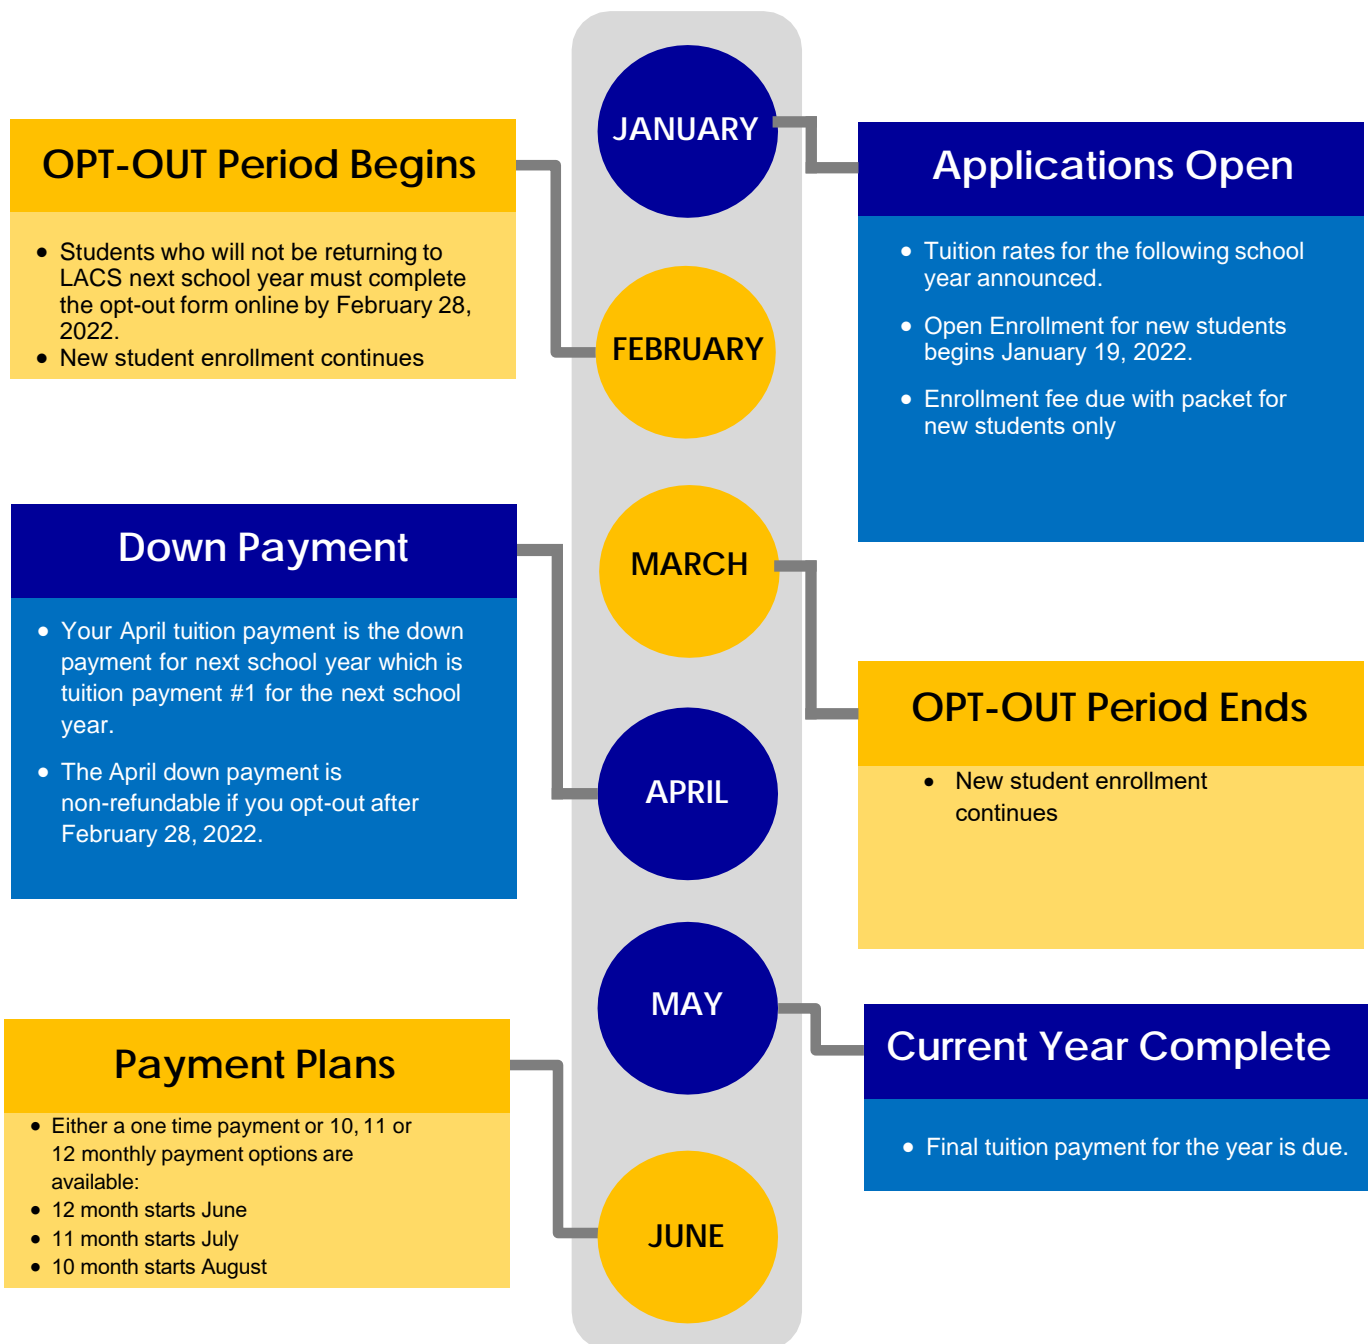 JANUARY
Applications Open
• Tuition rates for the following school
year announced.
• Open Enrollment for new students
begins January 19, 2022.
• Enrollment fee due with packet for
new students only
OPT-OUT Period Begins
• Students who will not be returning to
LACS next school year must complete
the opt-out form online by February 28,
2022.
• New student enrollment continues
FEBRUARY
MARCH
OPT-OUT Period Ends
• New student enrollment
continues
Down Payment
• Your April tuition payment is the down
payment for next school year which is
tuition payment #1 for the next school
year.
• The April down payment is
non-refundable if you opt-out after
February 28, 2022.
APRIL
MAY
Current Year Complete
• Final tuition payment for the year is due.
Payment Plans
• Either a one time payment or 10, 11 or
12 monthly payment options are
available:
• 12 month starts June
• 11 month starts July
• 10 month starts August
JUNE